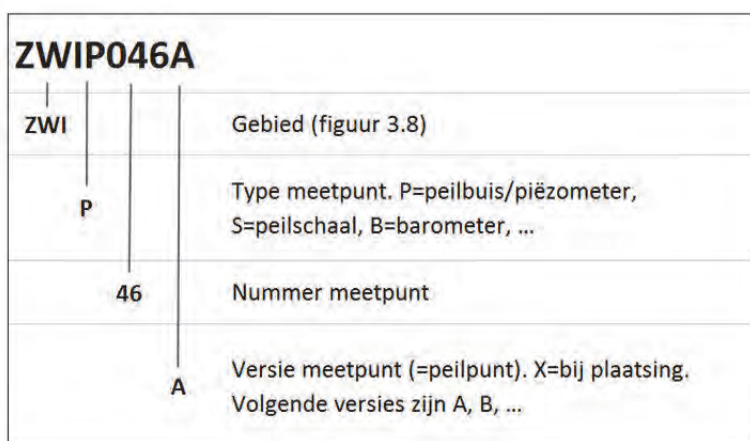 ZWIP046A
ZWI Gebied (figuur 3.8)
P Type meetpunt. P=peilbuis/piëzometer,
S=peilschaal, B=barometer, ...
46 Nummer meetpunt
A Versie meetpunt (=peilpunt). X=bij plaatsing.
Volgende versies zijn A, B, ...